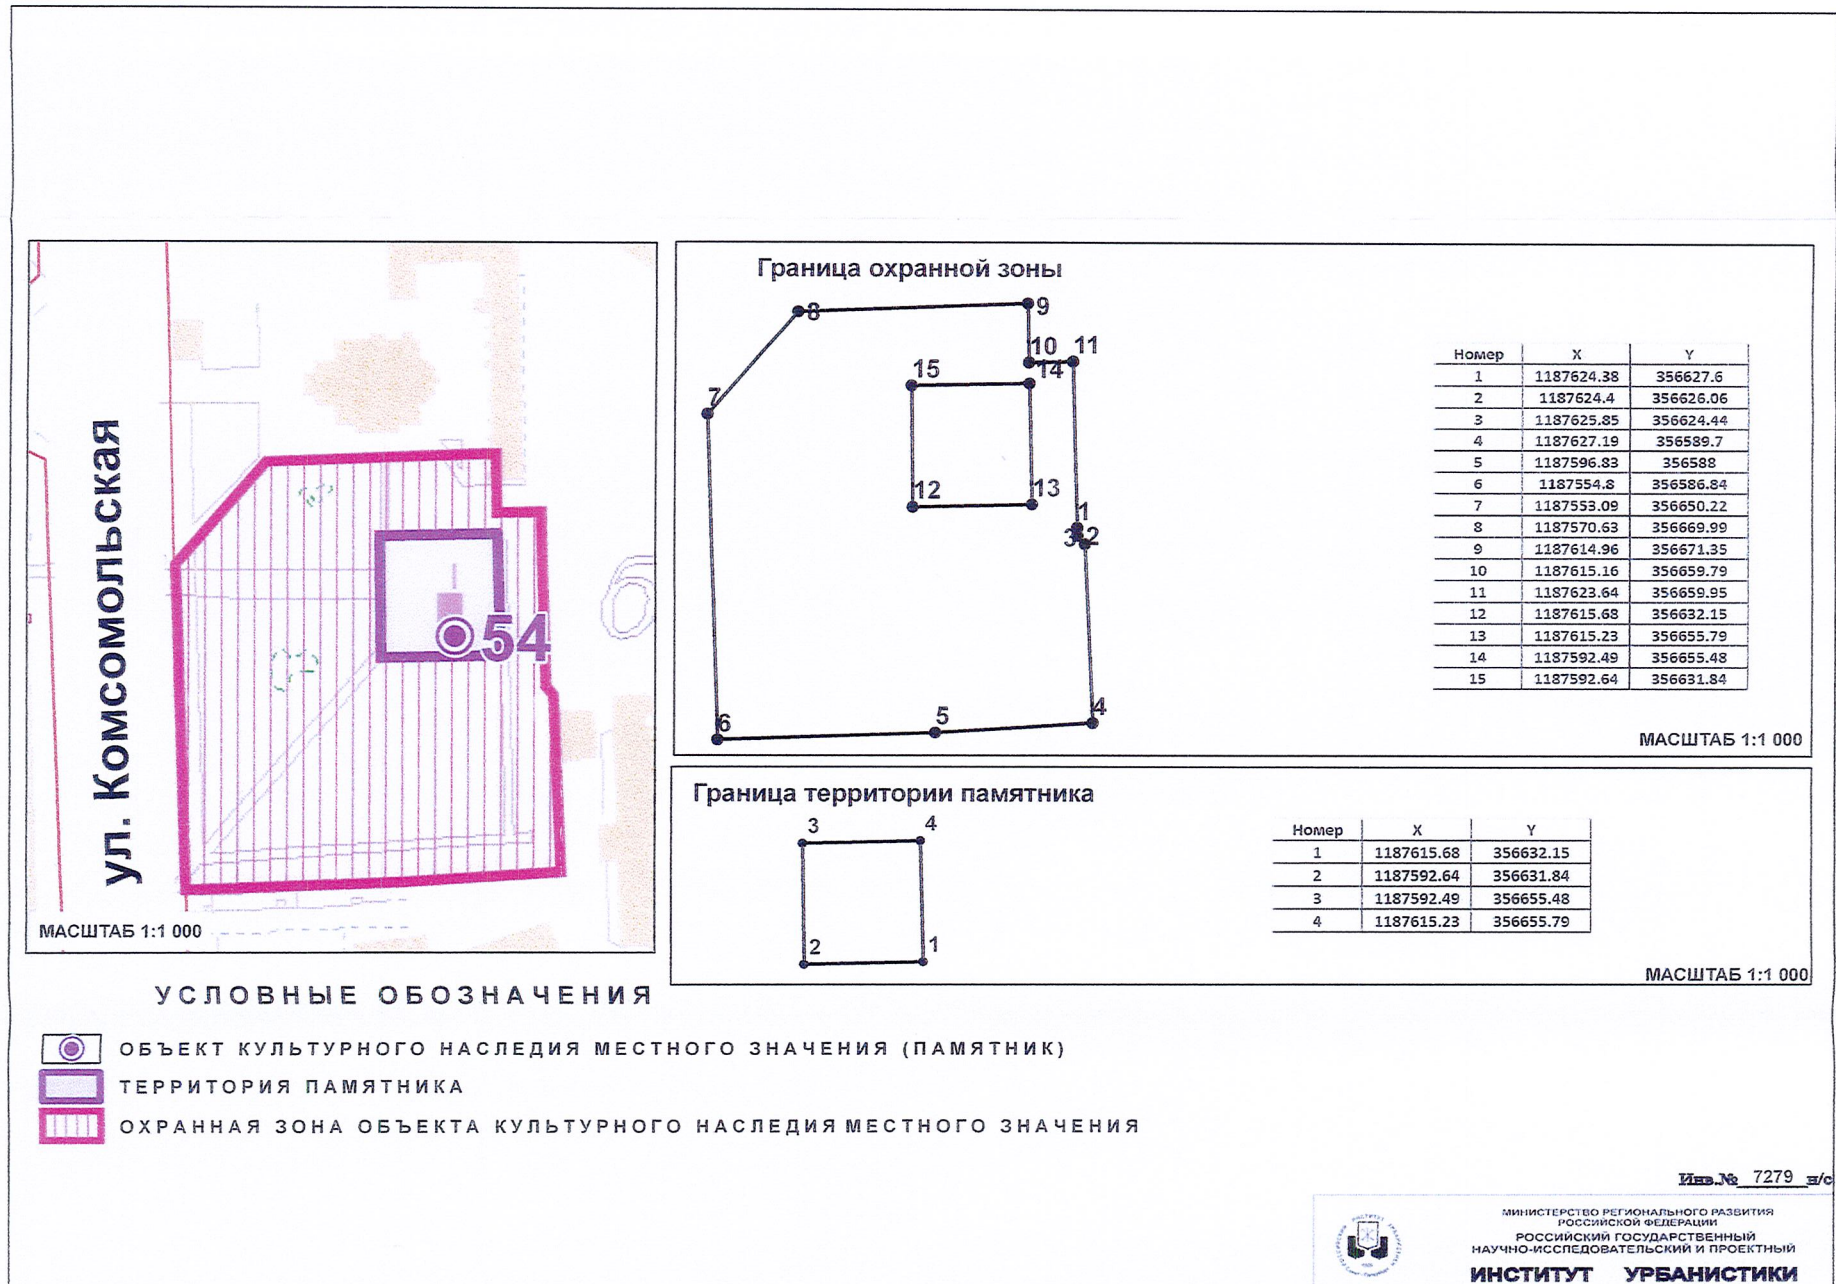 ул. Комсомольская
54
МАСШТАБ 1:1 000
Граница охранной зоны
8
9
10
11
15
14
7
12
13
1
3
2
6
5
4
Номер X Y
1 1187624.38 356627.6
2 1187624.4 356626.06
3 1187625.85 356624.44
4 1187627.19 356589.7
5 1187596.83 356588
6 1187554.8 356586.84
7 1187553.09 356650.22
8 1187570.63 356669.99
9 1187614.96 356671.35
10 1187615.16 356659.79
11 1187623.64 356659.95
12 1187615.68 356632.15
13 1187615.23 356655.79
14 1187592.49 356655.48
15 1187592.64 356631.84
МАСШТАБ 1:1 000
Граница территории памятника
3
4
2
1
Номер X Y
1 1187615.68 356632.15
2 1187592.64 356631.84
3 1187592.49 356655.48
4 1187615.23 356655.79
МАСШТАБ 1:1 000
УСЛОВНЫЕ ОБОЗНАЧЕНИЯ
ОБЪЕКТ КУЛЬТУРНОГО НАСЛЕДИЯ МЕСТНОГО ЗНАЧЕНИЯ (ПАМЯТНИК)
ТЕРРИТОРИЯ ПАМЯТНИКА
ОХРАННАЯ ЗОНА ОБЪЕКТА КУЛЬТУРНОГО НАСЛЕДИЯ МЕСТНОГО ЗНАЧЕНИЯ
Инв.№ 7279 н/с
МИНИСТЕРСТВО РЕГИОНАЛЬНОГО РАЗВИТИЯ
РОССИЙСКОЙ ФЕДЕРАЦИИ
РОССИЙСКИЙ ГОСУДАРСТВЕННЫЙ
НАУЧНО-ИССЛЕДОВАТЕЛЬСКИЙ И ПРОЕКТНЫЙ
ИНСТИТУТ УРБАНИСТИКИ